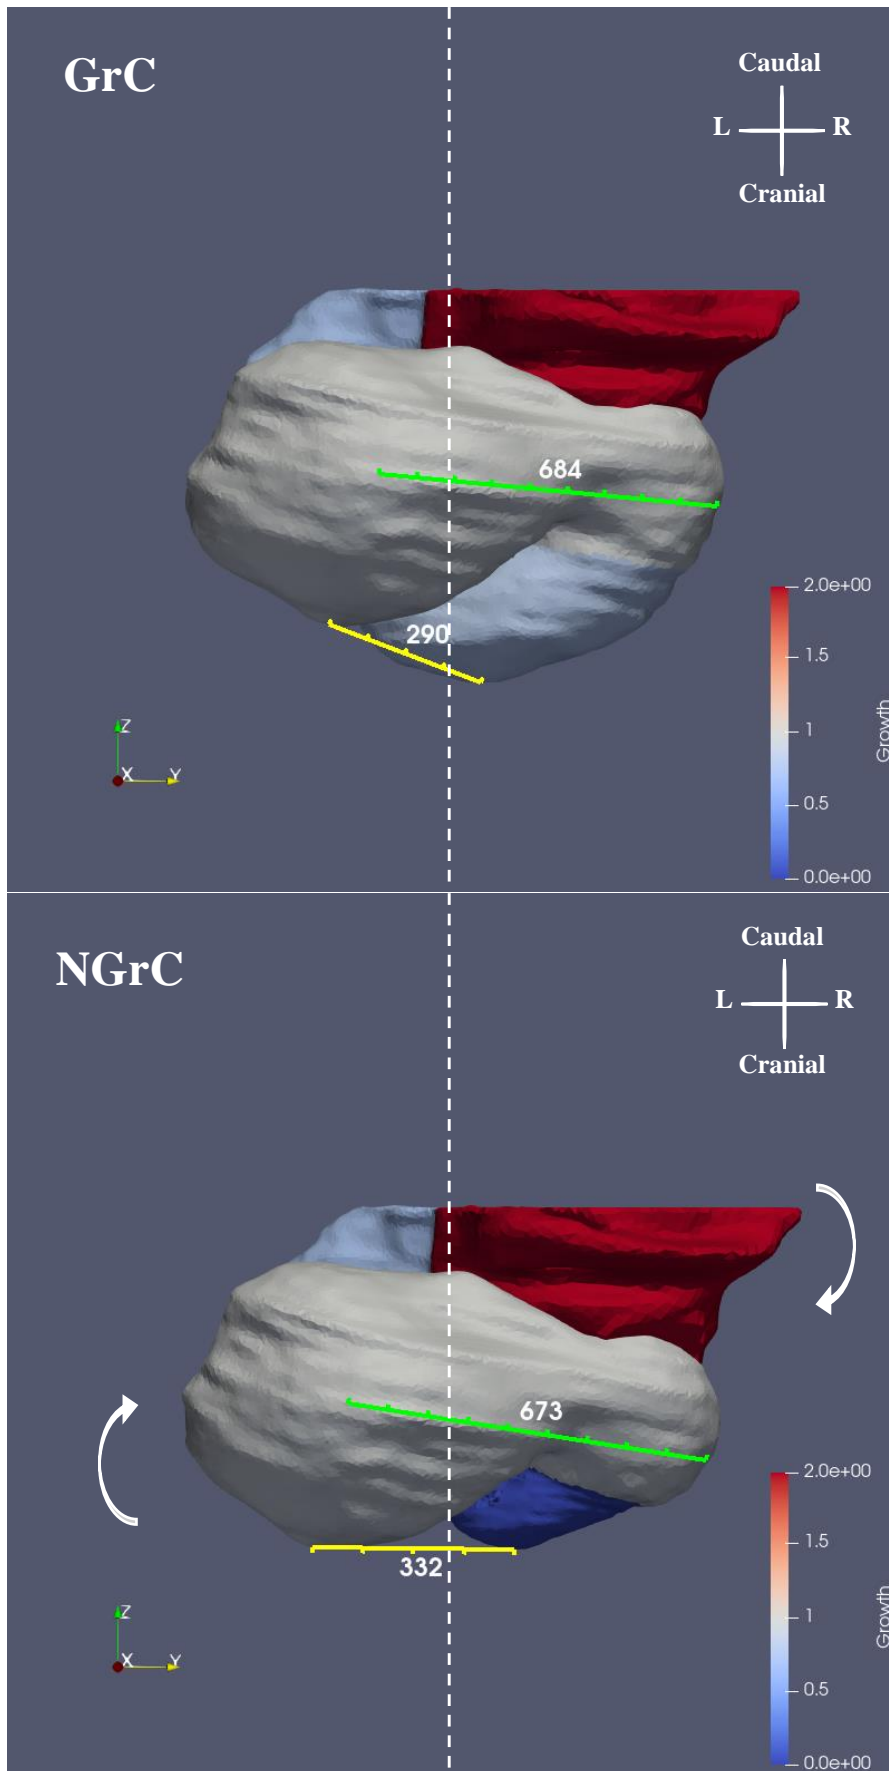 GrC
Caudal
L R
Cranial
684
290
2.0e+00
1.5
1
0.5
0.0e+00
Growth
Z
X Y
NGrC
Caudal
L R
Cranial
673
332
2.0e+00
1.5
1
0.5
0.0e+00
Growth
Z
X Y